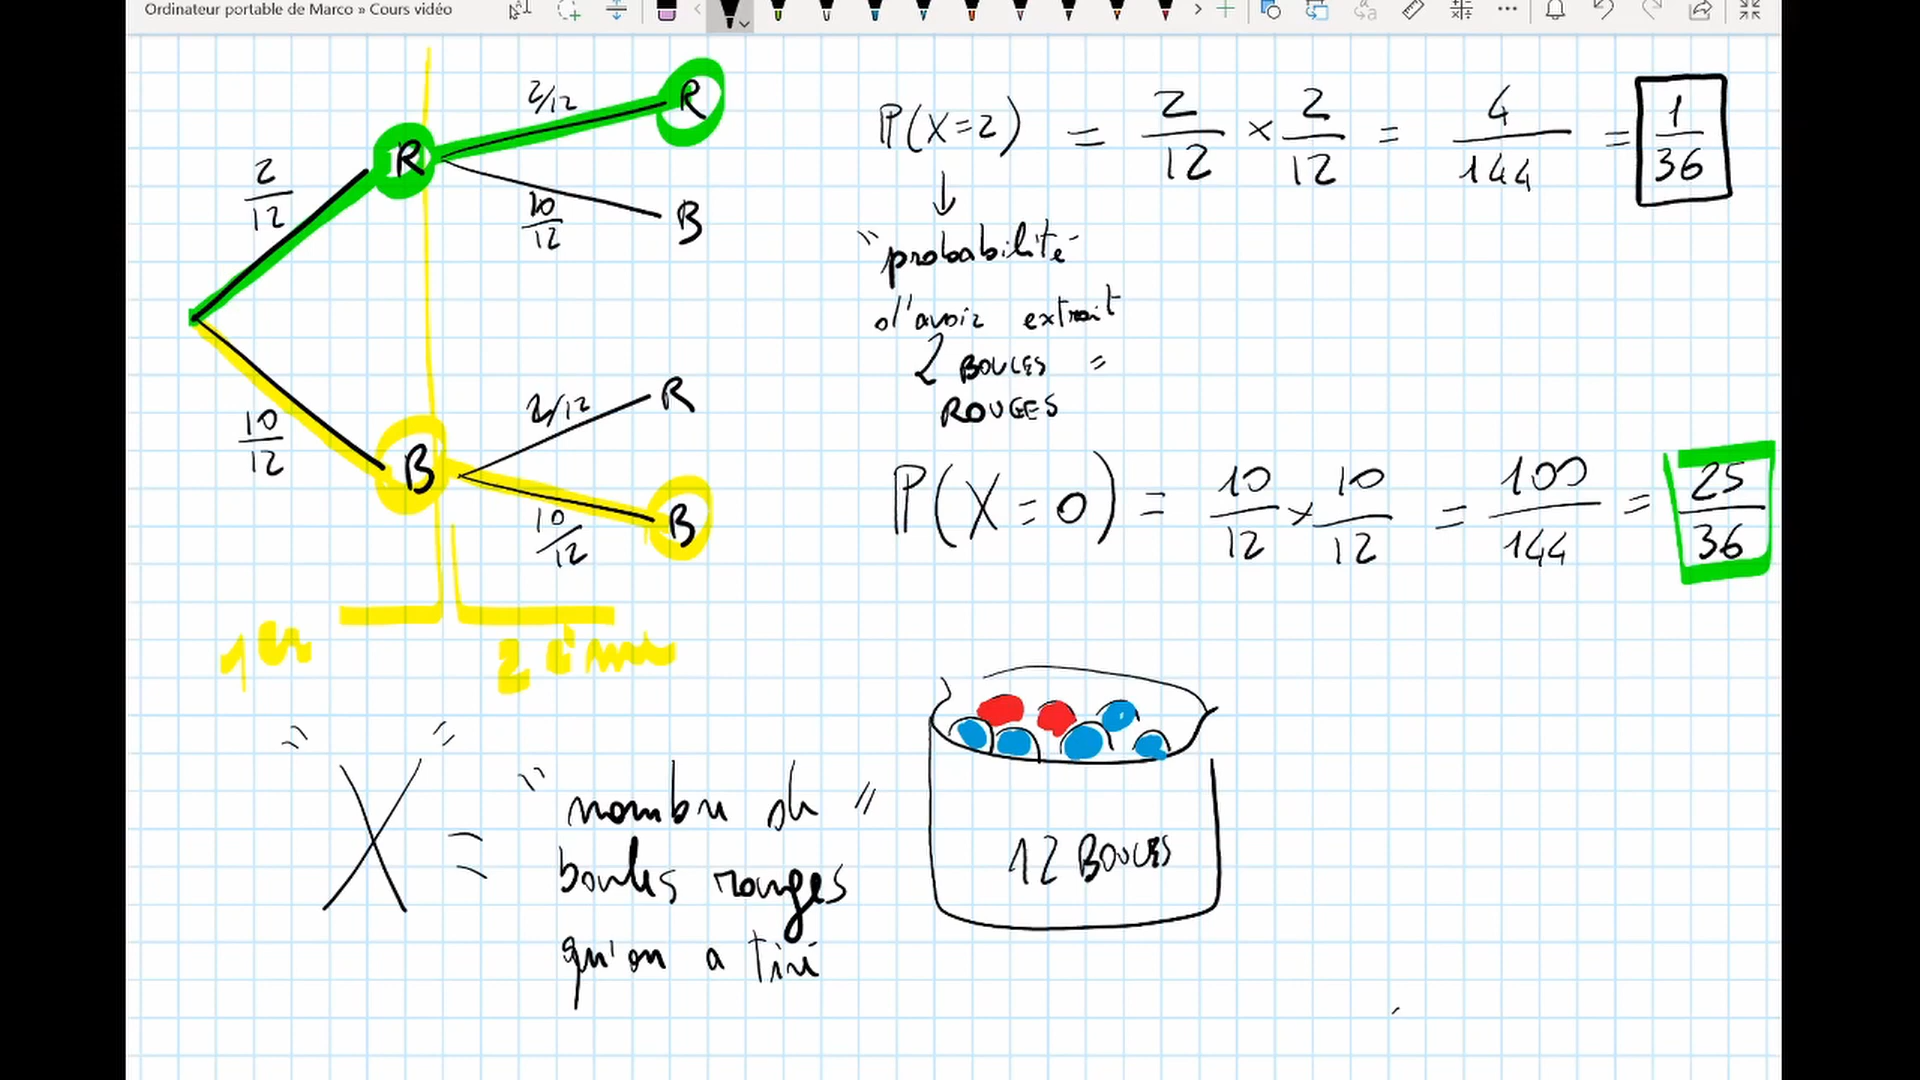 Ordinateur portable de Marco » Cours vidéo
2/12
R
R
2/12
10/12
B
2/12
R
10/12
B
10/12
B
1er 2ème
P(X=2) = 2/12 × 2/12 = 4/144 = 1/36
↓
"probabilité
d'avoir extrait
2 BOULES "
ROUGES
P(X=0) = 10/12 × 10/12 = 100/144 = 25/36
"X" = "nombre de "
boules rouges
qu'on a tiré
12 BOULES